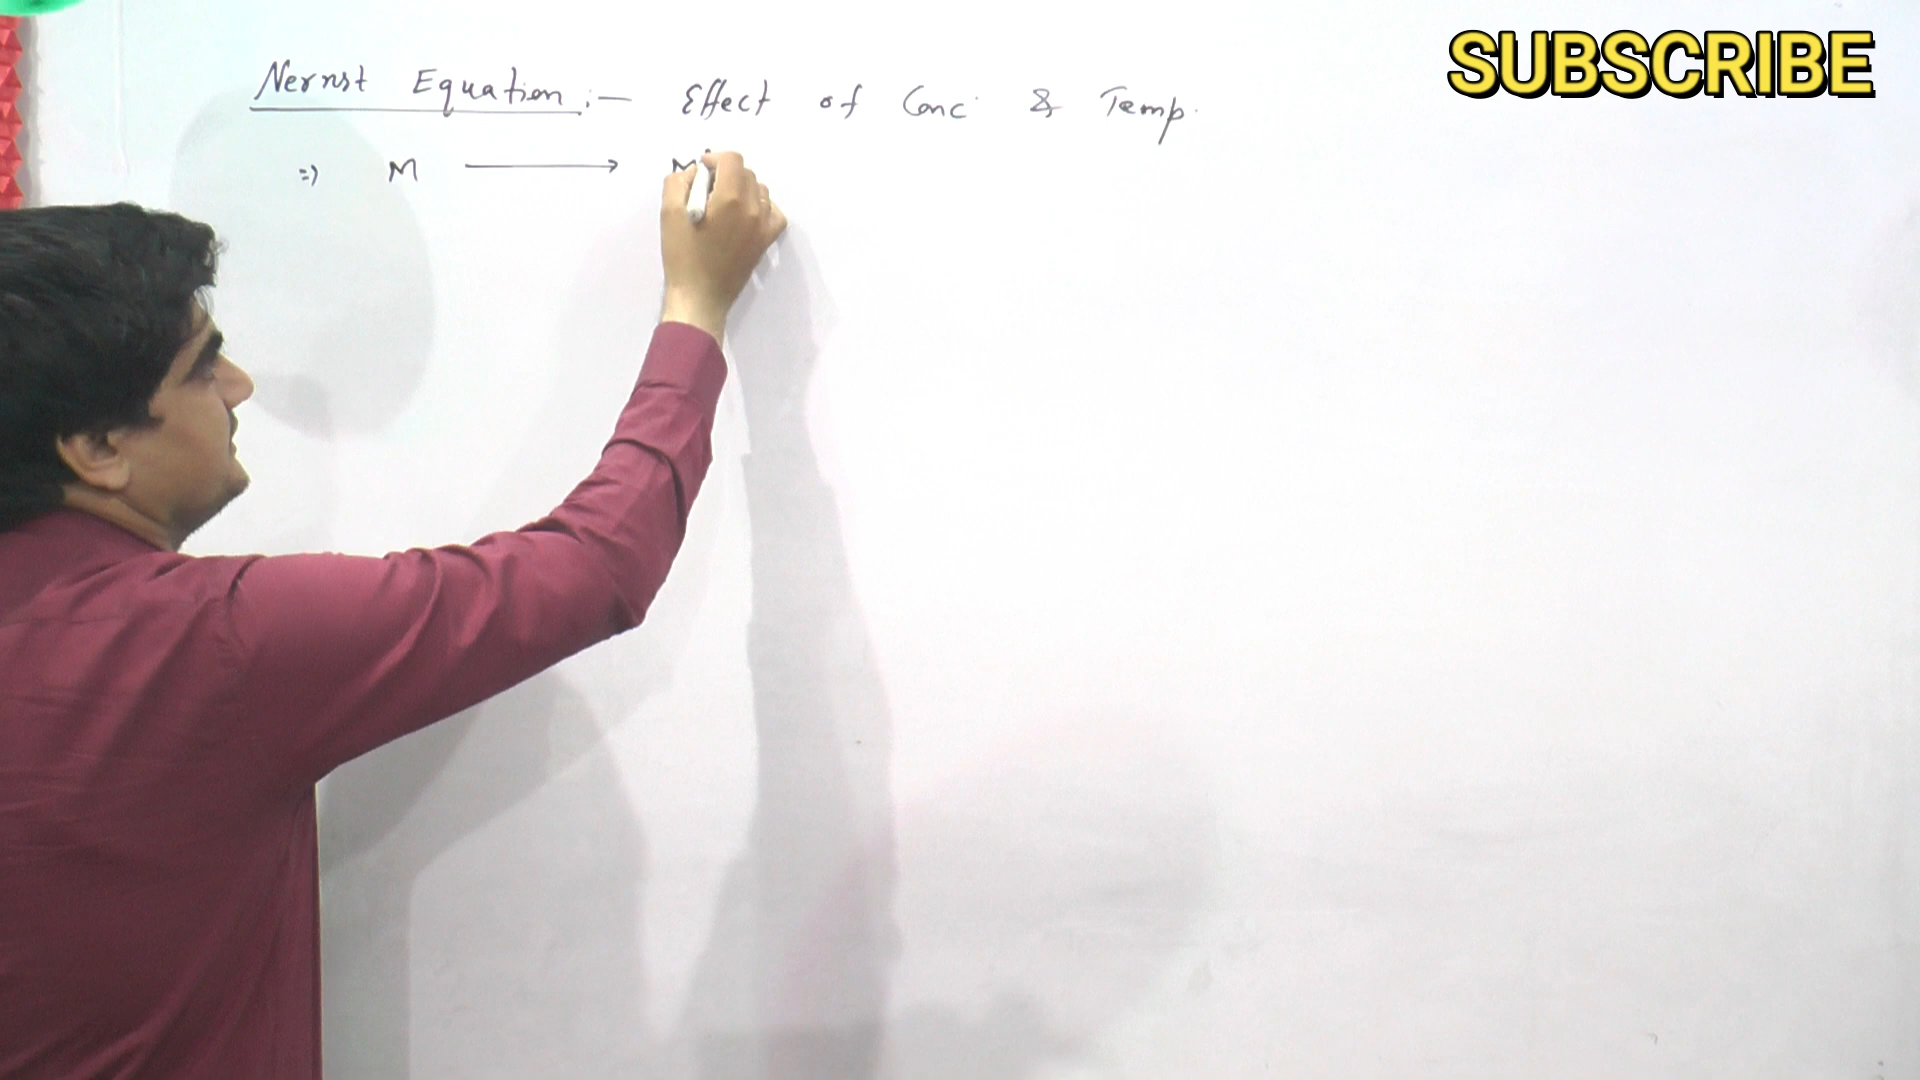 SUBSCRIBE
Nernst Equation :— Effect of Conc. & Temp.
=> M ⟶ M